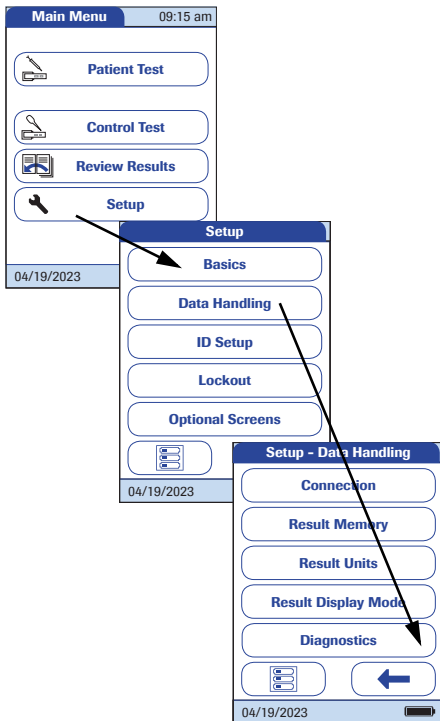 Main Menu 09:15 am
Patient Test
Control Test
Review Results
Setup
04/19/2023
Setup
Basics
Data Handling
ID Setup
Lockout
Optional Screens
04/19/2023
Setup - Data Handling
Connection
Result Memory
Result Units
Result Display Mode
Diagnostics
04/19/2023